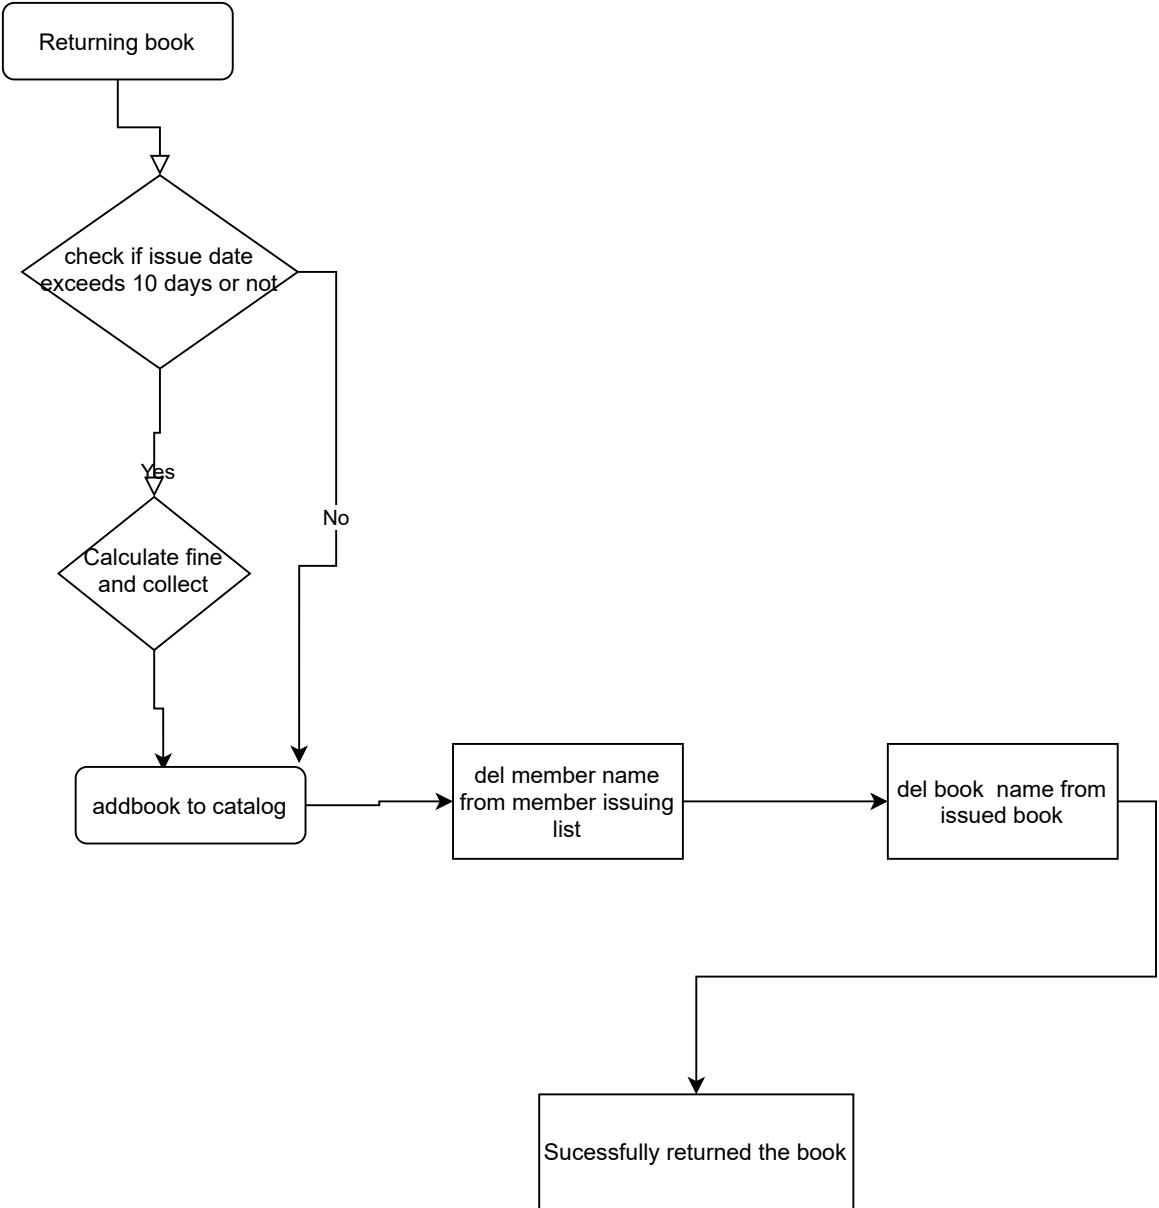 Returning book
check if issue date
exceeds 10 days or not
Yes
No
Calculate fine
and collect
addbook to catalog
del member name
from member issuing
list
del book  name from
issued book
Sucessfully returned the book